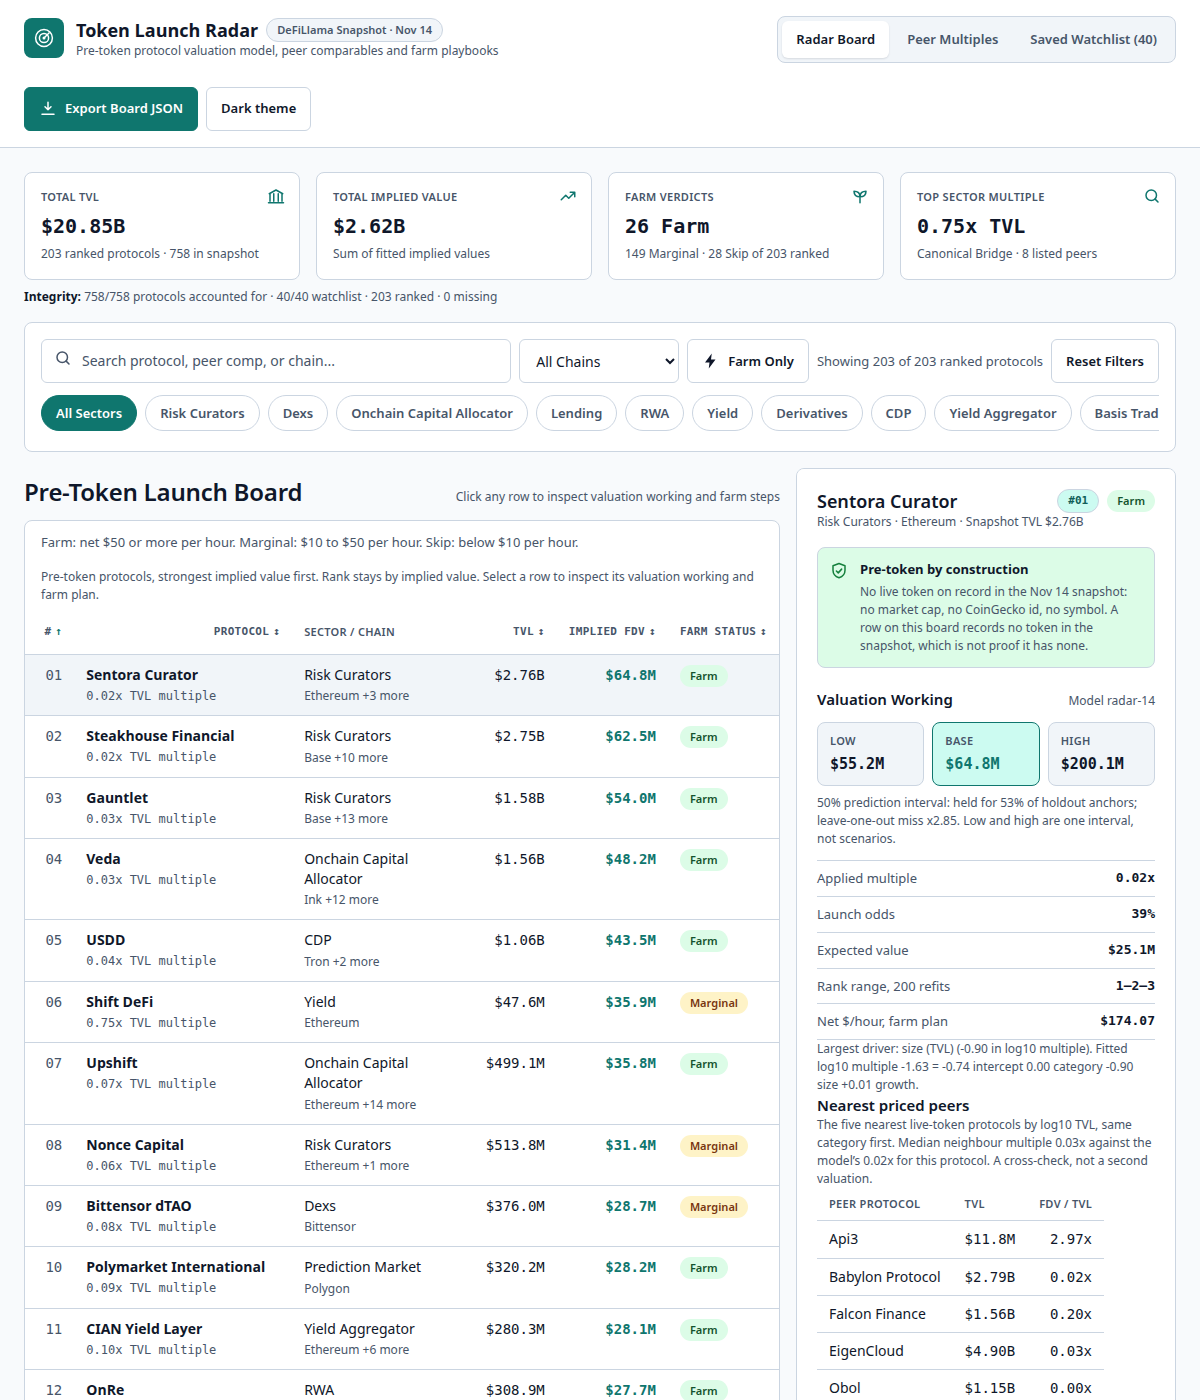 Token Launch Radar
DeFiLlama Snapshot · Nov 14
Pre-token protocol valuation model, peer comparables and farm playbooks
Radar Board
Peer Multiples
Saved Watchlist (40)
Export Board JSON
Dark theme
TOTAL TVL
$20.85B
203 ranked protocols · 758 in snapshot
TOTAL IMPLIED VALUE
$2.62B
Sum of fitted implied values
FARM VERDICTS
26 Farm
149 Marginal · 28 Skip of 203 ranked
TOP SECTOR MULTIPLE
0.75x TVL
Canonical Bridge · 8 listed peers
Integrity: 758/758 protocols accounted for · 40/40 watchlist · 203 ranked · 0 missing
Search protocol, peer comp, or chain...
All Chains
Farm Only
Showing 203 of 203 ranked protocols
Reset Filters
All Sectors
Risk Curators
Dexs
Onchain Capital Allocator
Lending
RWA
Yield
Derivatives
CDP
Yield Aggregator
Basis Trad
Pre-Token Launch Board
Click any row to inspect valuation working and farm steps
Farm: net $50 or more per hour. Marginal: $10 to $50 per hour. Skip: below $10 per hour.
Pre-token protocols, strongest implied value first. Rank stays by implied value. Select a row to inspect its valuation working and
farm plan.
# ↑ PROTOCOL ↕ SECTOR / CHAIN TVL ↕ IMPLIED FDV ↕ FARM STATUS ↕
01 Sentora Curator Risk Curators $2.76B $64.8M Farm
0.02x TVL multiple Ethereum +3 more
02 Steakhouse Financial Risk Curators $2.75B $62.5M Farm
0.02x TVL multiple Base +10 more
03 Gauntlet Risk Curators $1.58B $54.0M Farm
0.03x TVL multiple Base +13 more
04 Veda Onchain Capital $1.56B $48.2M Farm
0.03x TVL multiple Allocator
Ink +12 more
05 USDD CDP $1.06B $43.5M Farm
0.04x TVL multiple Tron +2 more
06 Shift DeFi Yield $47.6M $35.9M Marginal
0.75x TVL multiple Ethereum
07 Upshift Onchain Capital $499.1M $35.8M Farm
0.07x TVL multiple Allocator
Ethereum +14 more
08 Nonce Capital Risk Curators $513.8M $31.4M Marginal
0.06x TVL multiple Ethereum +1 more
09 Bittensor dTAO Dexs $376.0M $28.7M Marginal
0.08x TVL multiple Bittensor
10 Polymarket International Prediction Market $320.2M $28.2M Farm
0.09x TVL multiple Polygon
11 CIAN Yield Layer Yield Aggregator $280.3M $28.1M Farm
0.10x TVL multiple Ethereum +6 more
12 OnRe RWA $308.9M $27.7M Farm
Sentora Curator
#01
Farm
Risk Curators · Ethereum · Snapshot TVL $2.76B
Pre-token by construction
No live token on record in the Nov 14 snapshot:
no market cap, no CoinGecko id, no symbol. A
row on this board records no token in the
snapshot, which is not proof it has none.
Valuation Working
Model radar-14
LOW
$55.2M
BASE
$64.8M
HIGH
$200.1M
50% prediction interval: held for 53% of holdout anchors;
leave-one-out miss x2.85. Low and high are one interval,
not scenarios.
Applied multiple 0.02x
Launch odds 39%
Expected value $25.1M
Rank range, 200 refits 1–2–3
Net $/hour, farm plan $174.07
Largest driver: size (TVL) (-0.90 in log10 multiple). Fitted
log10 multiple -1.63 = -0.74 intercept 0.00 category -0.90
size +0.01 growth.
Nearest priced peers
The five nearest live-token protocols by log10 TVL, same
category first. Median neighbour multiple 0.03x against the
model’s 0.02x for this protocol. A cross-check, not a second
valuation.
PEER PROTOCOL TVL FDV / TVL
Api3 $11.8M 2.97x
Babylon Protocol $2.79B 0.02x
Falcon Finance $1.56B 0.20x
EigenCloud $4.90B 0.03x
Obol $1.15B 0.00x